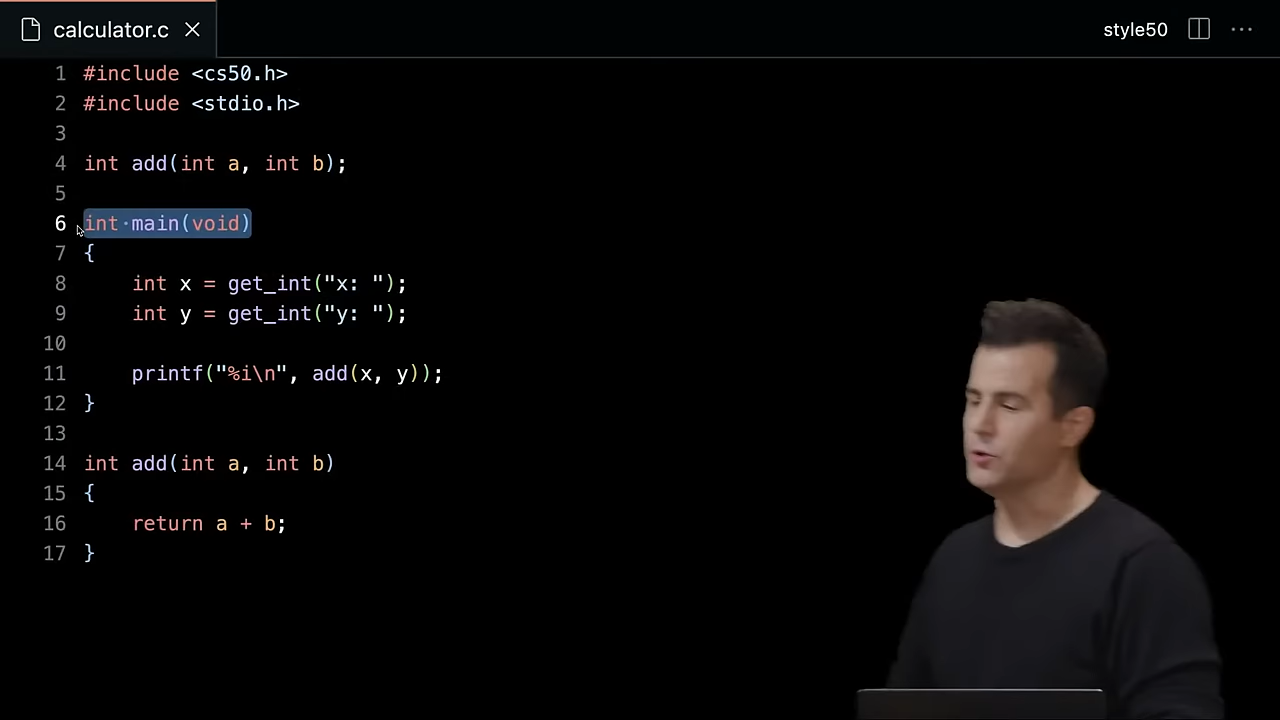 calculator.c
style50
1 #include <cs50.h>
2 #include <stdio.h>
3
4 int add(int a, int b);
5
6 int·main(void)
7 {
8     int x = get_int("x: ");
9     int y = get_int("y: ");
10
11     printf("%i\n", add(x, y));
12 }
13
14 int add(int a, int b)
15 {
16     return a + b;
17 }